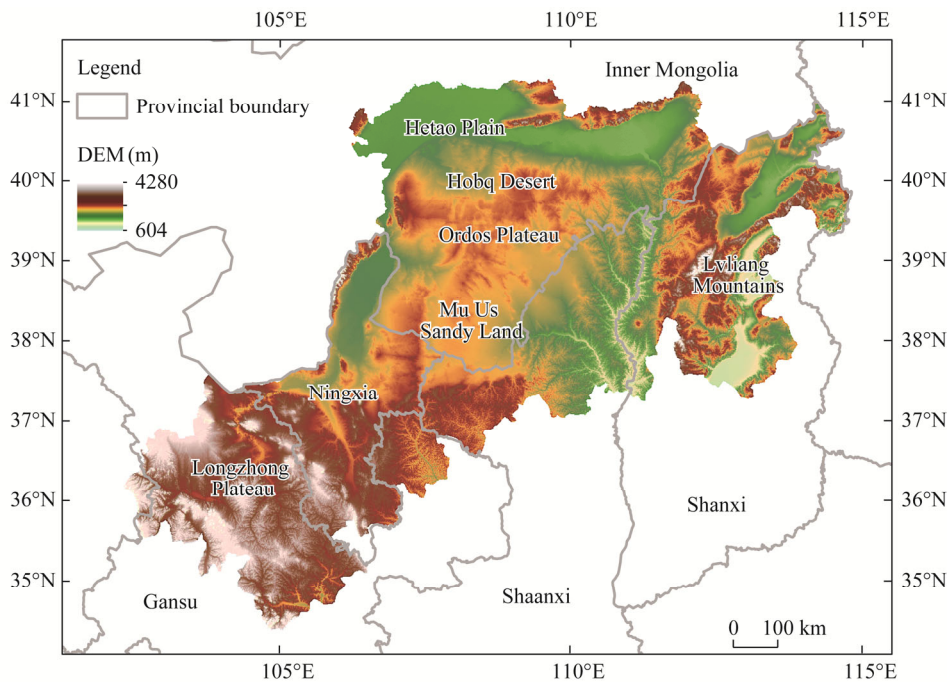 105°E
110°E
115°E
Legend
Provincial boundary
DEM (m)
4280
604
Inner Mongolia
41°N
Hetao Plain
40°N
Hobq Desert
Ordos Plateau
39°N
Lvliang
Mountains
Mu Us
Sandy Land
38°N
Ningxia
37°N
Longzhong
Plateau
36°N
Shanxi
35°N
Gansu
Shaanxi
0 100 km
41°N
40°N
39°N
38°N
37°N
36°N
35°N
105°E
110°E
115°E